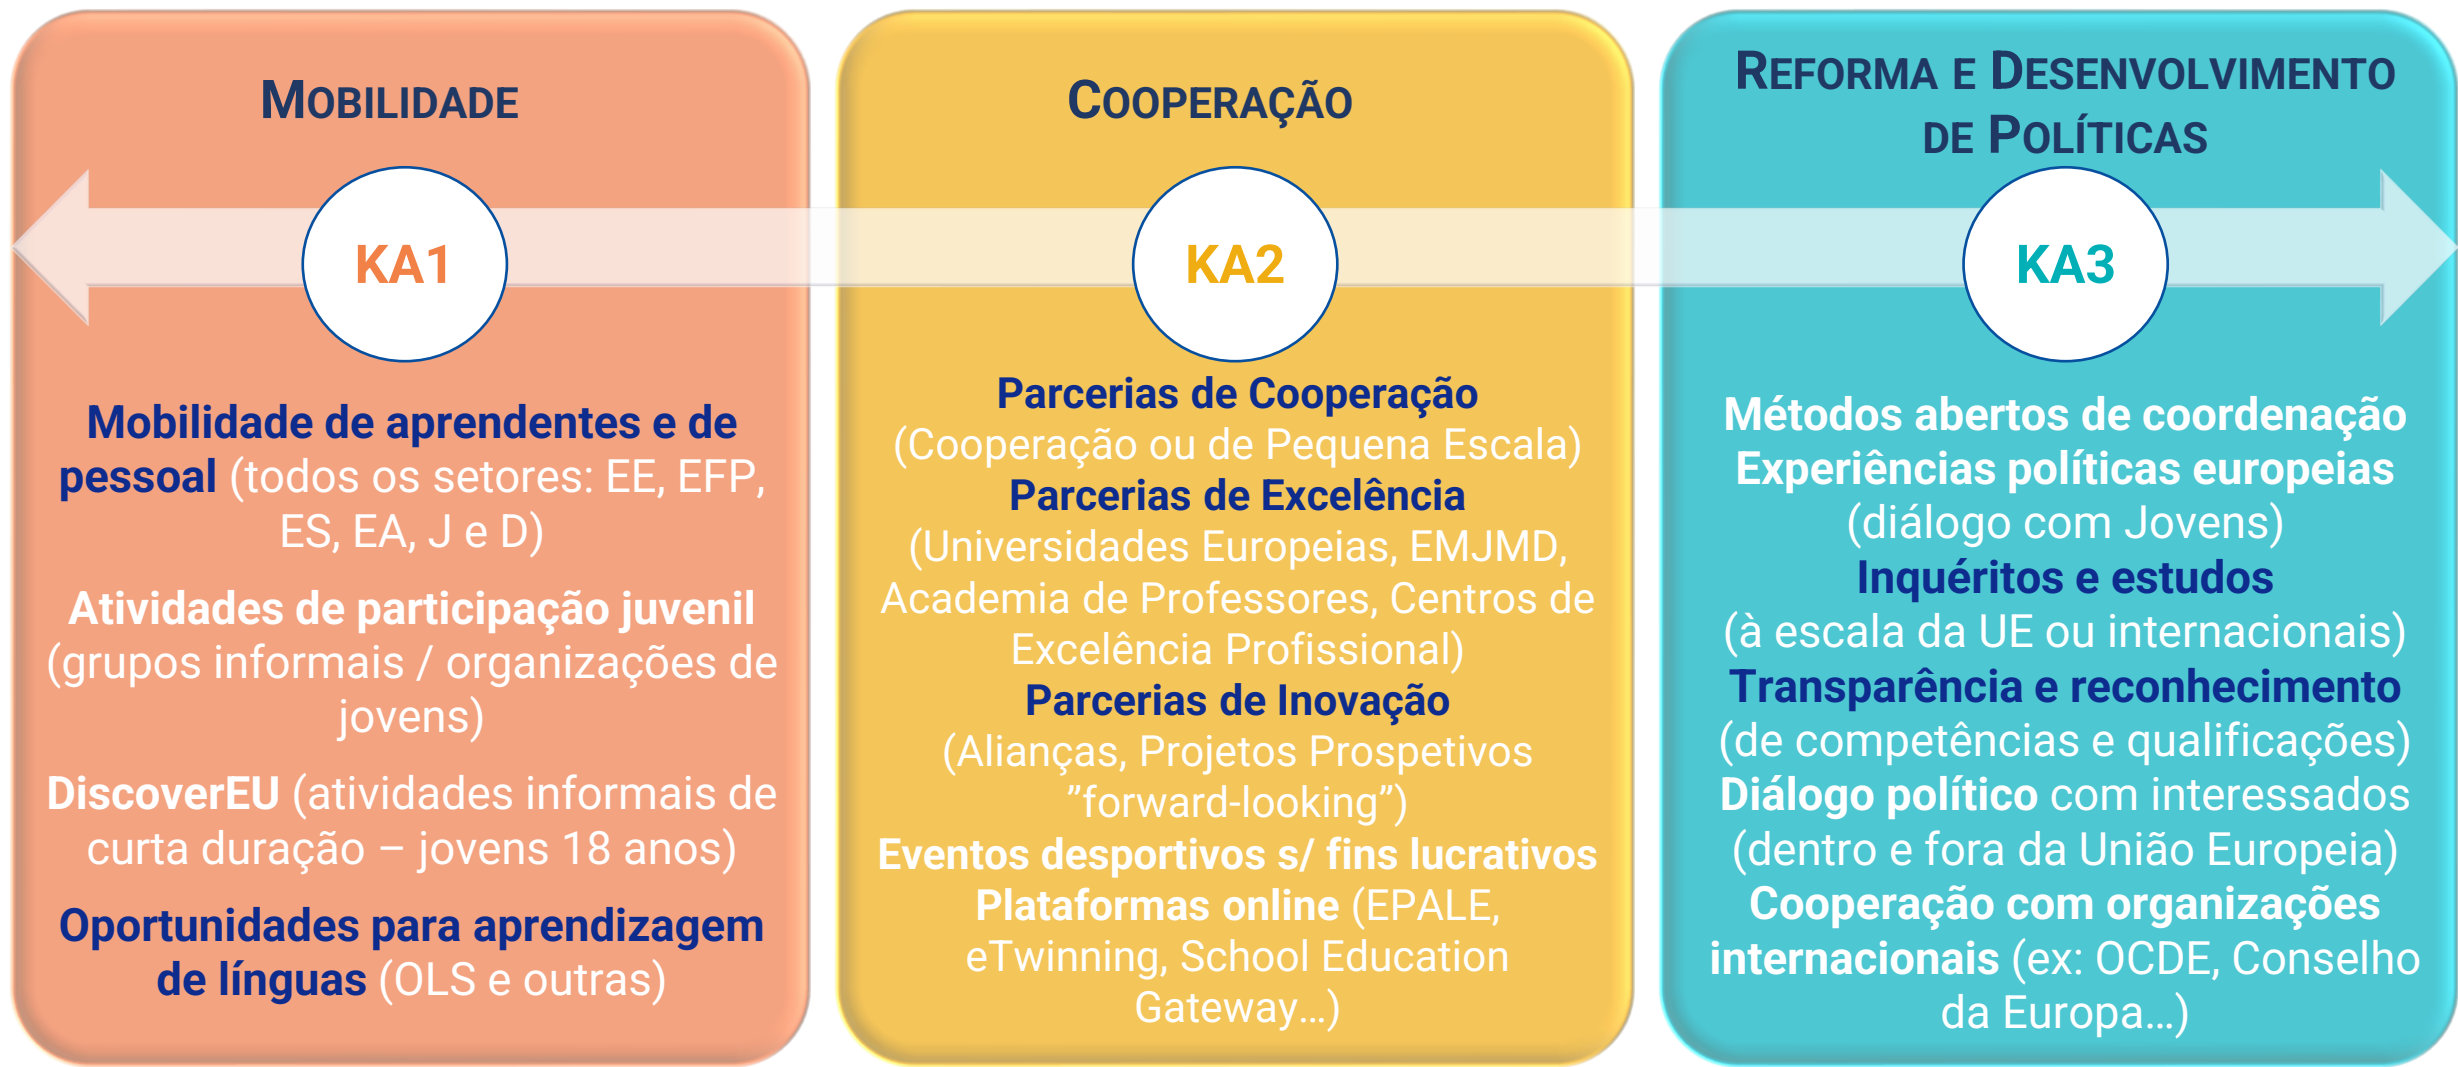 MOBILIDADE
KA1
Mobilidade de aprendentes e de
pessoal (todos os setores: EE, EFP,
ES, EA, J e D)
Atividades de participação juvenil
(grupos informais / organizações de
jovens)
DiscoverEU (atividades informais de
curta duração – jovens 18 anos)
Oportunidades para aprendizagem
de línguas (OLS e outras)
COOPERAÇÃO
KA2
Parcerias de Cooperação
(Cooperação ou de Pequena Escala)
Parcerias de Excelência
(Universidades Europeias, EMJMD,
Academia de Professores, Centros de
Excelência Profissional)
Parcerias de Inovação
(Alianças, Projetos Prospetivos
”forward-looking”)
Eventos desportivos s/ fins lucrativos
Plataformas online (EPALE,
eTwinning, School Education
Gateway…)
REFORMA E DESENVOLVIMENTO
DE POLÍTICAS
KA3
Métodos abertos de coordenação
Experiências políticas europeias
(diálogo com Jovens)
Inquéritos e estudos
(à escala da UE ou internacionais)
Transparência e reconhecimento
(de competências e qualificações)
Diálogo político com interessados
(dentro e fora da União Europeia)
Cooperação com organizações
internacionais (ex: OCDE, Conselho
da Europa…)